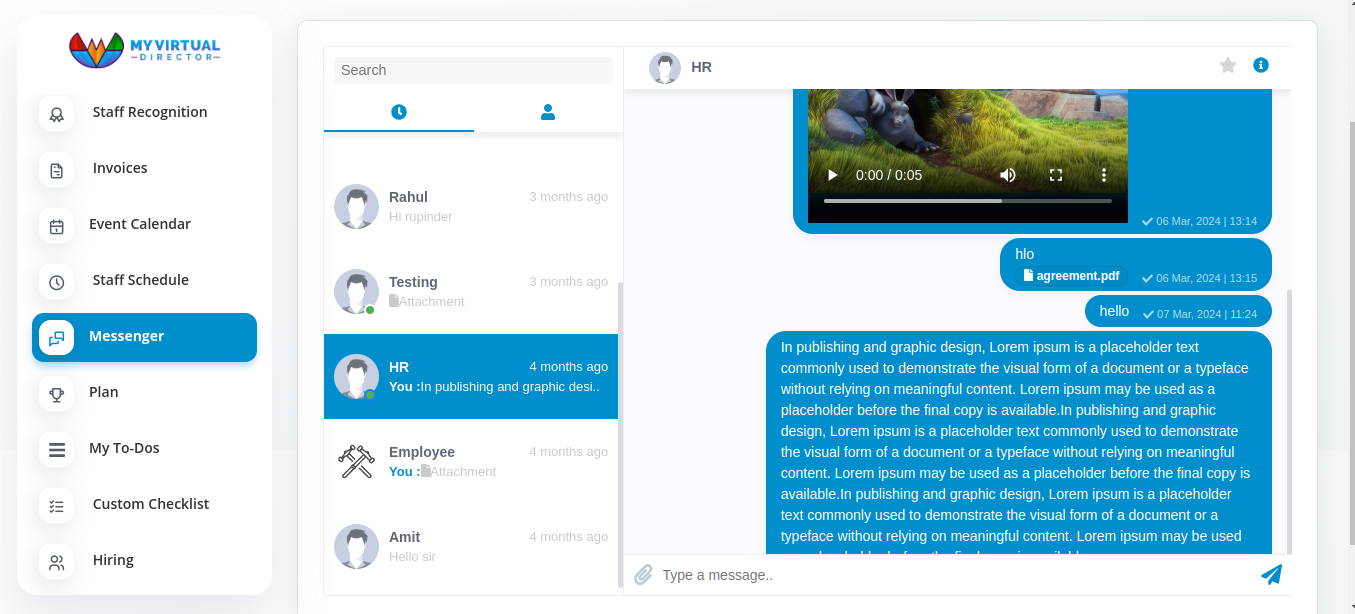 MYVIRTUAL
DIRECTOR
Staff Recognition
Invoices
Event Calendar
Staff Schedule
Messenger
Plan
My To-Dos
Custom Checklist
Hiring
Search
Rahul
3 months ago
Hi rupinder
Testing
3 months ago
Attachment
HR
4 months ago
You :In publishing and graphic desi..
Employee
4 months ago
You :Attachment
Amit
4 months ago
Hello sir
HR
0:00 / 0:05
06 Mar, 2024 | 13:14
hlo
agreement.pdf
06 Mar, 2024 | 13:15
hello
07 Mar, 2024 | 11:24
In publishing and graphic design, Lorem ipsum is a placeholder text
commonly used to demonstrate the visual form of a document or a typeface
without relying on meaningful content. Lorem ipsum may be used as a
placeholder before the final copy is available.In publishing and graphic
design, Lorem ipsum is a placeholder text commonly used to demonstrate
the visual form of a document or a typeface without relying on meaningful
content. Lorem ipsum may be used as a placeholder before the final copy is
available.In publishing and graphic design, Lorem ipsum is a placeholder
text commonly used to demonstrate the visual form of a document or a
typeface without relying on meaningful content. Lorem ipsum may be used
Type a message..